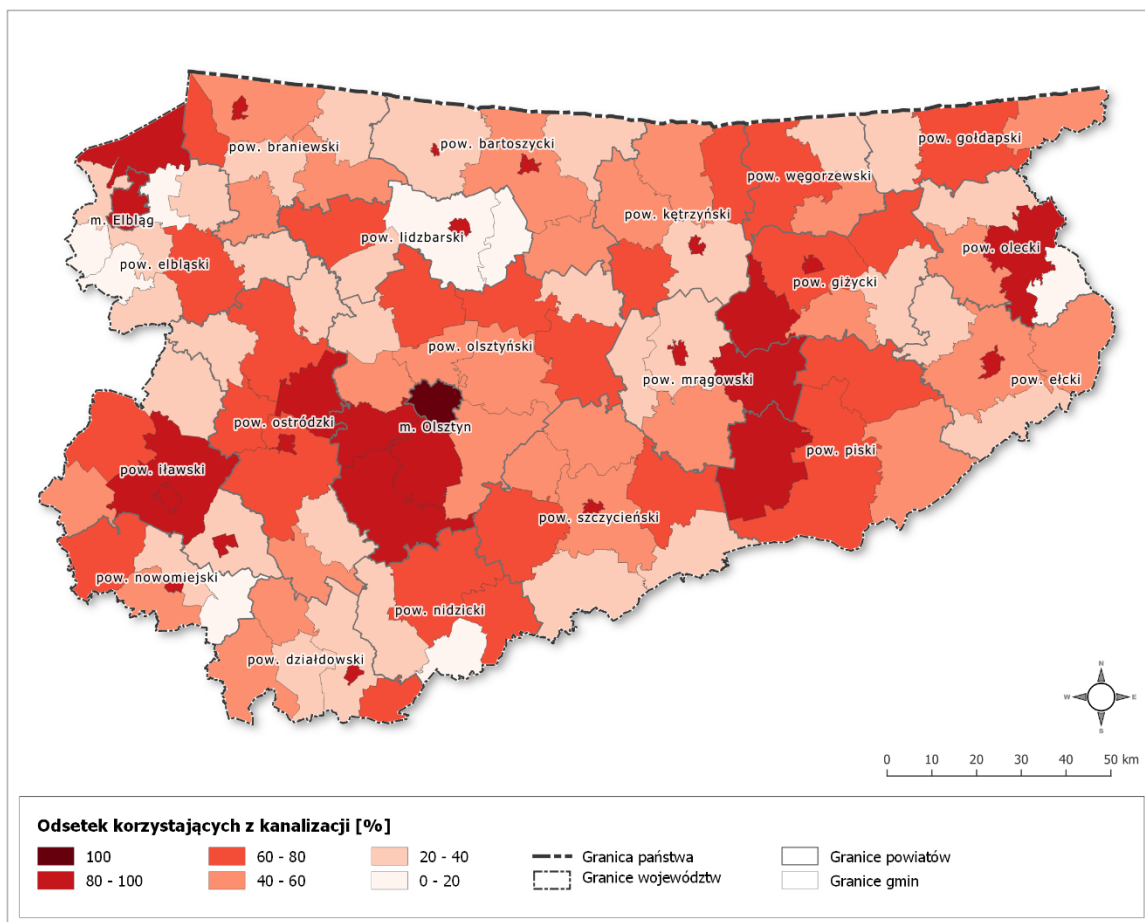 pow. gołdapski
pow. braniewski
pow. bartoszycki
pow. węgorzewski
pow. kętrzyński
m. Elbląg
pow. lidzbarski
pow. olecki
pow. elbląski
pow. giżycki
pow. olsztyński
pow. mrągowski
pow. ełcki
pow. ostródzki
m. Olsztyn
pow. piski
pow. iławski
pow. szczycieński
pow. nowomiejski
pow. nidzicki
pow. działdowski
N
W
E
S
0 10 20 30 40 50 km
Odsetek korzystających z kanalizacji [%]
100 60 - 80 20 - 40 Granica państwa Granice powiatów
80 - 100 40 - 60 0 - 20 Granice województw Granice gmin